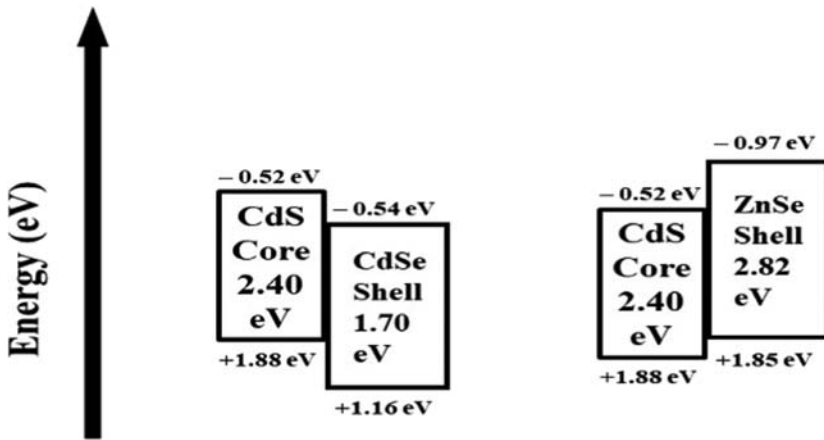 Energy (eV)
– 0.52 eV
CdS
Core
2.40
eV
+1.88 eV
– 0.54 eV
CdSe
Shell
1.70
eV
+1.16 eV
– 0.52 eV
CdS
Core
2.40
eV
+1.88 eV
– 0.97 eV
ZnSe
Shell
2.82
eV
+1.85 eV